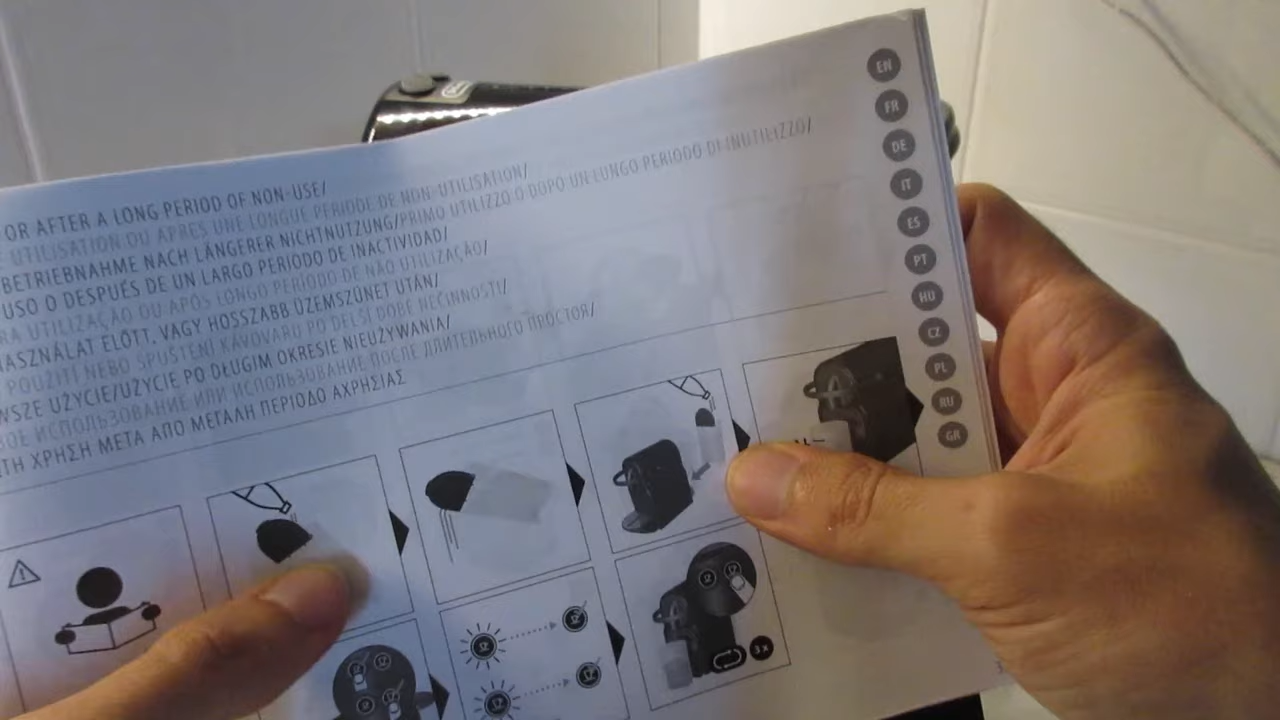 OR AFTER A LONG PERIOD OF NON-USE/
UTILISATION OU APRÈS UNE LONGUE PÉRIODE DE NON-UTILISATION/
BETRIEBNAHME NACH LÄNGERER NICHTNUTZUNG/PRIMO UTILIZZO O DOPO UN LUNGO PERIODO DI INUTILIZZO/
USO O DESPUÉS DE UN LARGO PERIODO DE INACTIVIDAD/
RA UTILIZAÇÃO OU APÓS LONGO PERÍODO DE NÃO UTILIZAÇÃO/
HASZNÁLAT ELŐTT, VAGY HOSSZABB ÜZEMSZÜNET UTÁN/
POUŽITÍ NEBO SPUŠTĚNÍ KÁVOVARU PO DELŠÍ DOBĚ NEČINNOSTI/
WSZE UŻYCIE/UŻYCIE PO DŁUGIM OKRESIE NIEUŻYWANIA/
ВОЕ ИСПОЛЬЗОВАНИЕ ИЛИ ИСПОЛЬЗОВАНИЕ ПОСЛЕ ДЛИТЕЛЬНОГО ПРОСТОЯ/
ΤΗ ΧΡΗΣΗ ΜΕΤΑ ΑΠΟ ΜΕΓΑΛΗ ΠΕΡΙΟΔΟ ΑΧΡΗΣΙΑΣ
EN
FR
DE
IT
ES
PT
HU
CZ
PL
RU
GR
3x